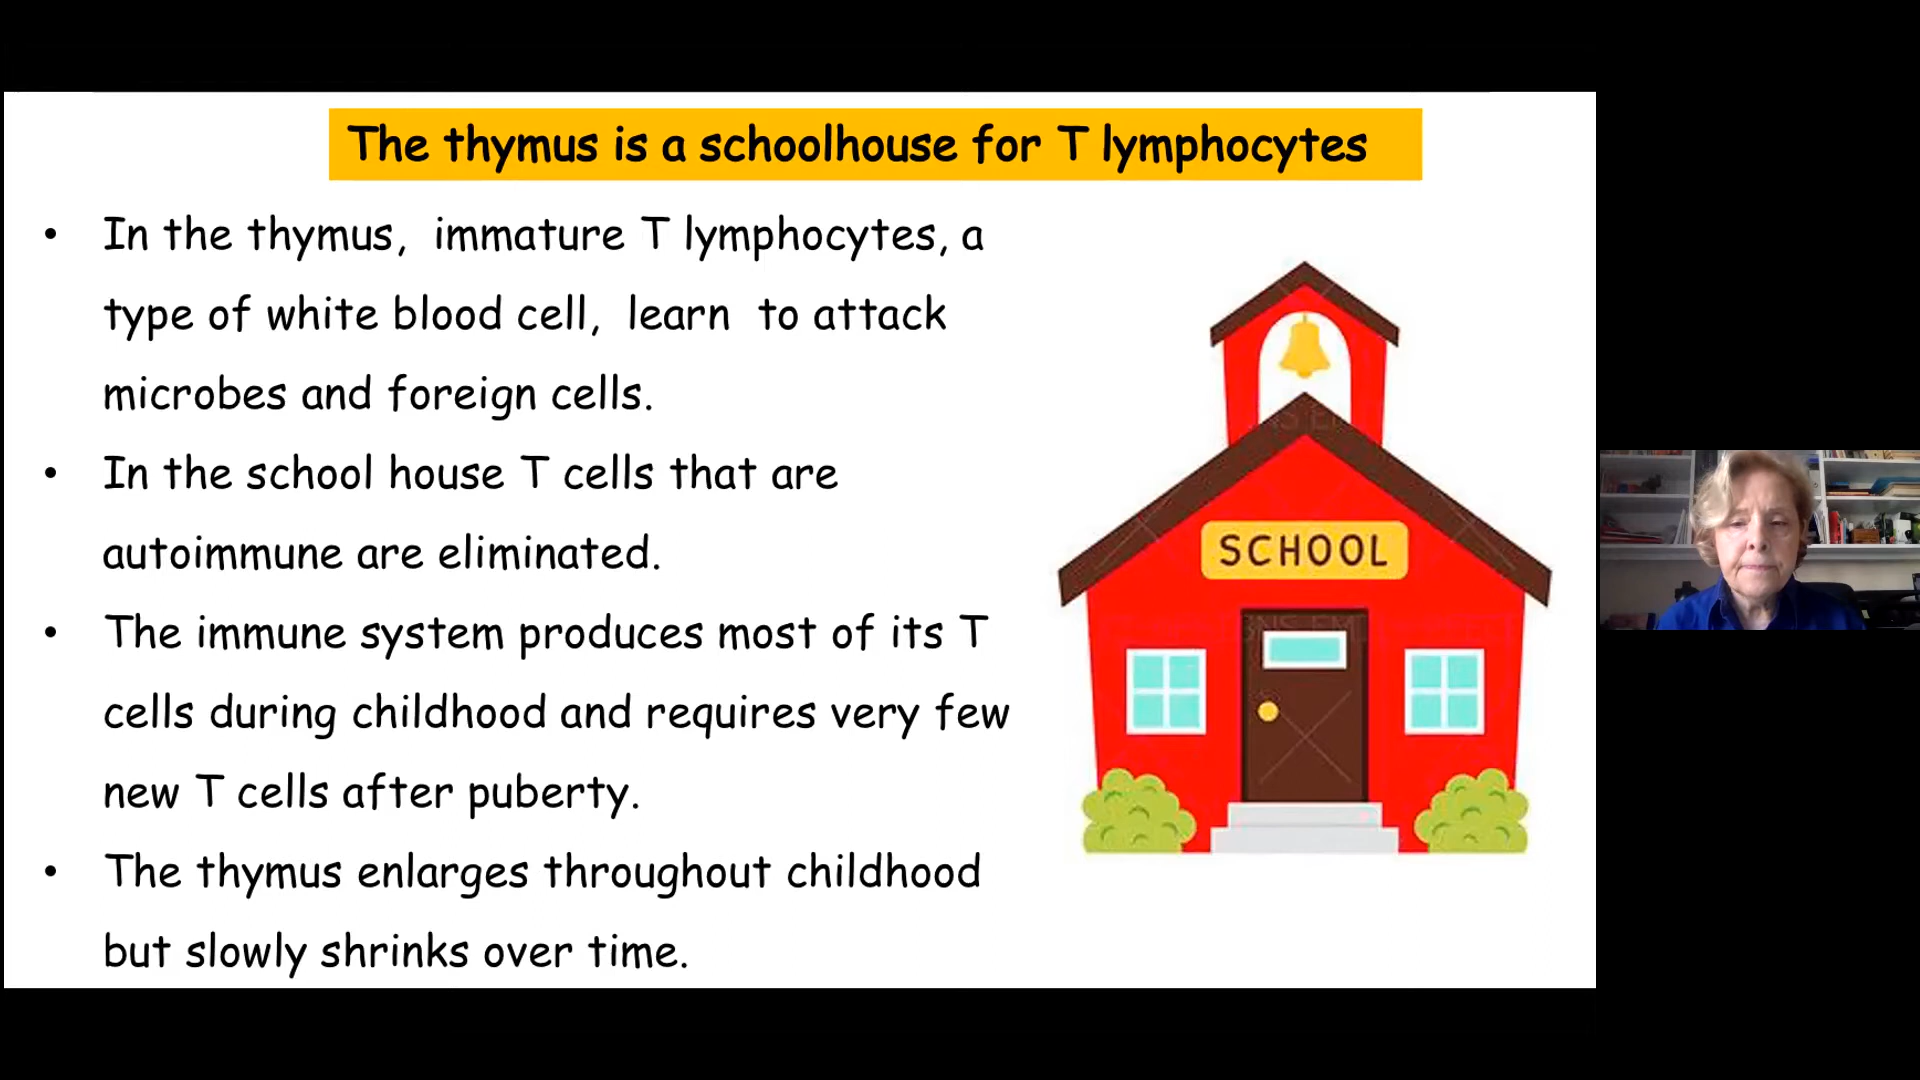 The thymus is a schoolhouse for T lymphocytes
• In the thymus, immature T lymphocytes, a
type of white blood cell, learn to attack
microbes and foreign cells.
• In the school house T cells that are
autoimmune are eliminated.
• The immune system produces most of its T
cells during childhood and requires very few
new T cells after puberty.
• The thymus enlarges throughout childhood
but slowly shrinks over time.
SCHOOL